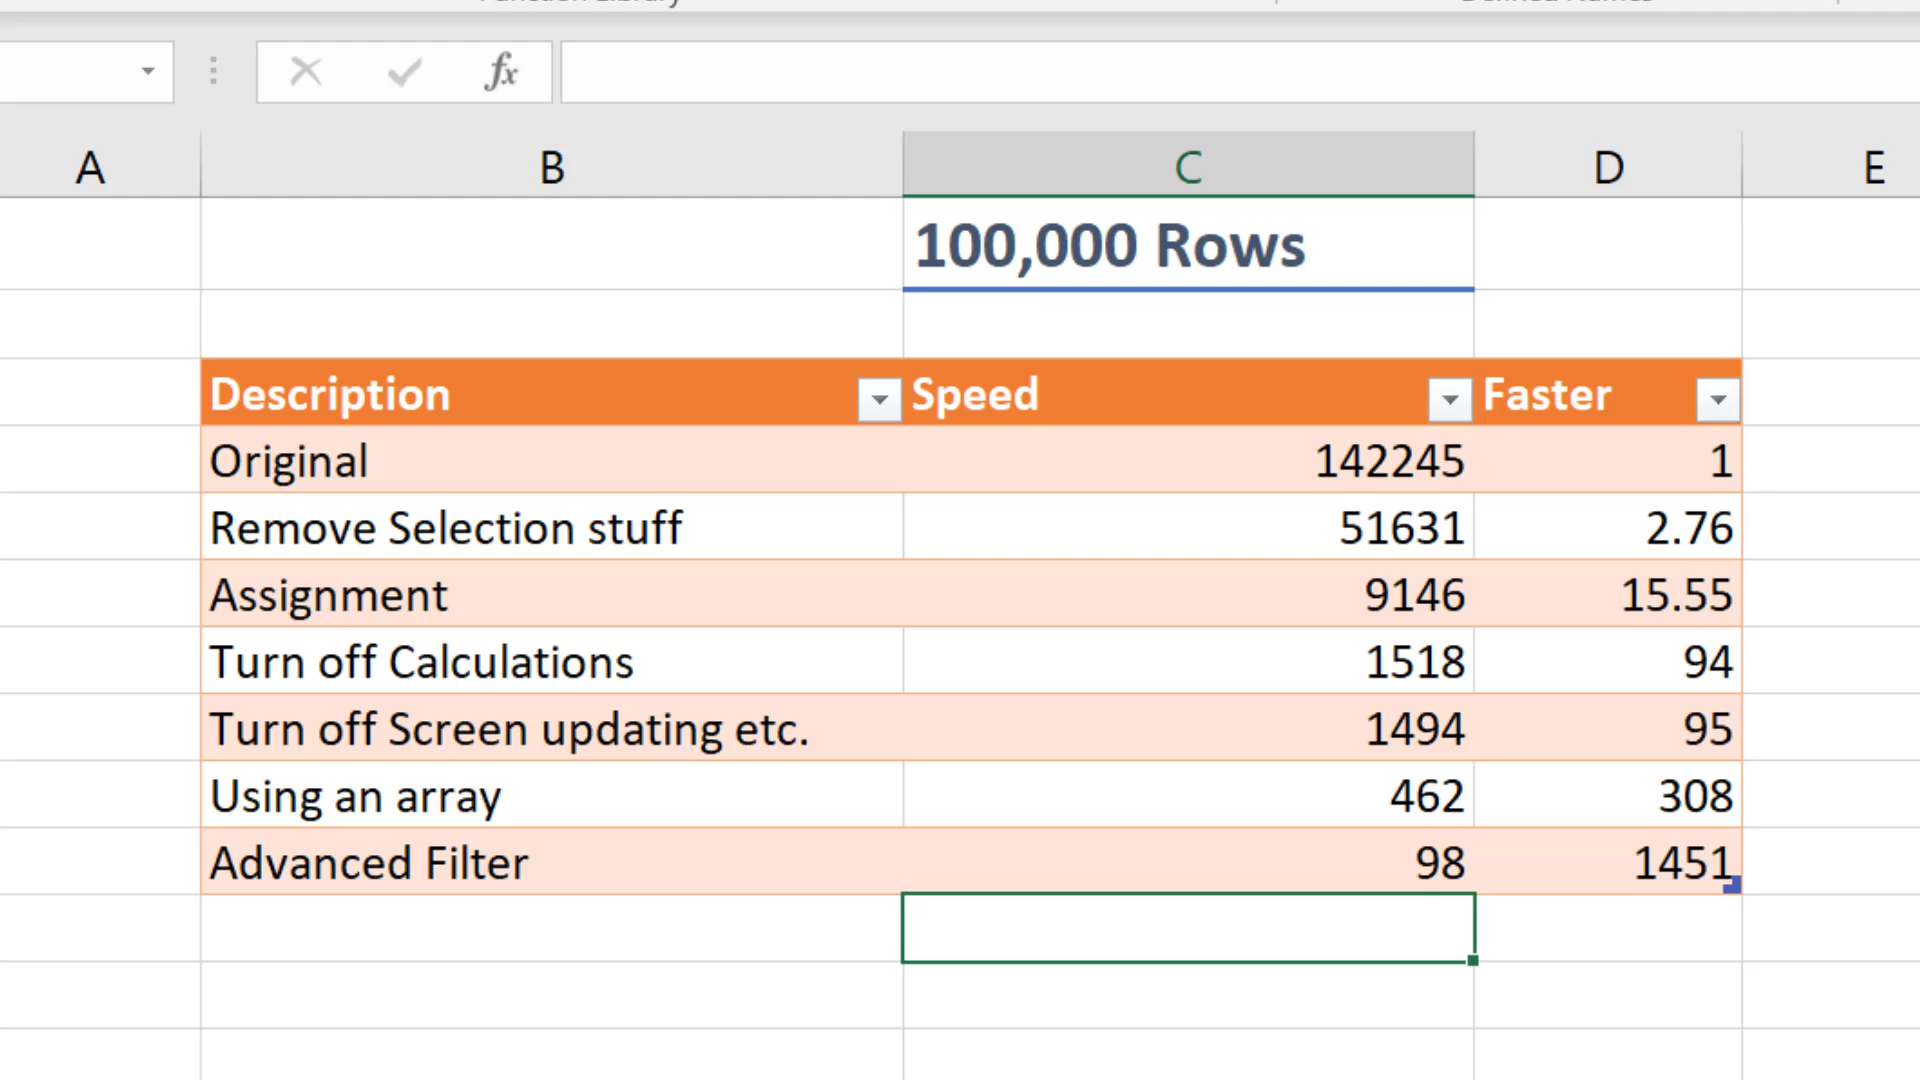 fx
A B C D E
100,000 Rows
Description Speed Faster
Original 142245 1
Remove Selection stuff 51631 2.76
Assignment 9146 15.55
Turn off Calculations 1518 94
Turn off Screen updating etc. 1494 95
Using an array 462 308
Advanced Filter 98 1451